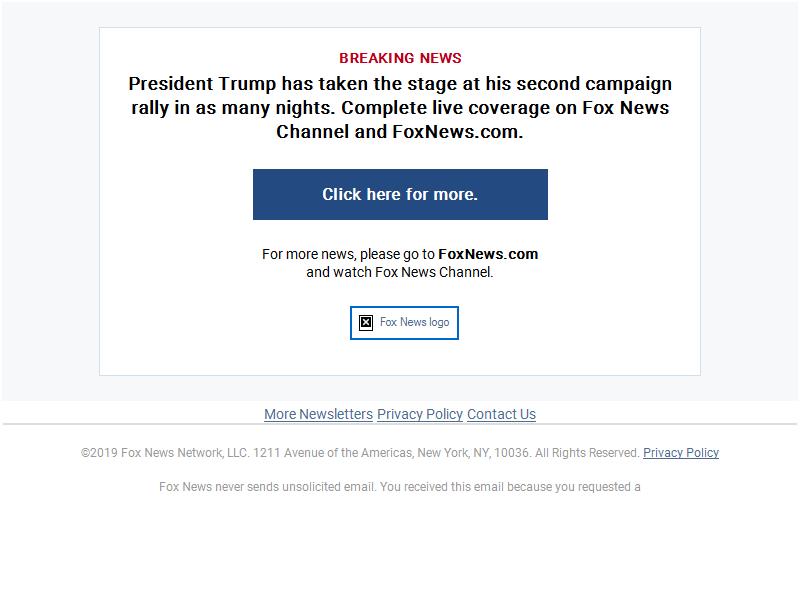 BREAKING NEWS
President Trump has taken the stage at his second campaign
rally in as many nights. Complete live coverage on Fox News
Channel and FoxNews.com.
Click here for more.
For more news, please go to FoxNews.com
and watch Fox News Channel.
Fox News logo
More Newsletters Privacy Policy Contact Us
©2019 Fox News Network, LLC. 1211 Avenue of the Americas, New York, NY, 10036. All Rights Reserved. Privacy Policy
Fox News never sends unsolicited email. You received this email because you requested a